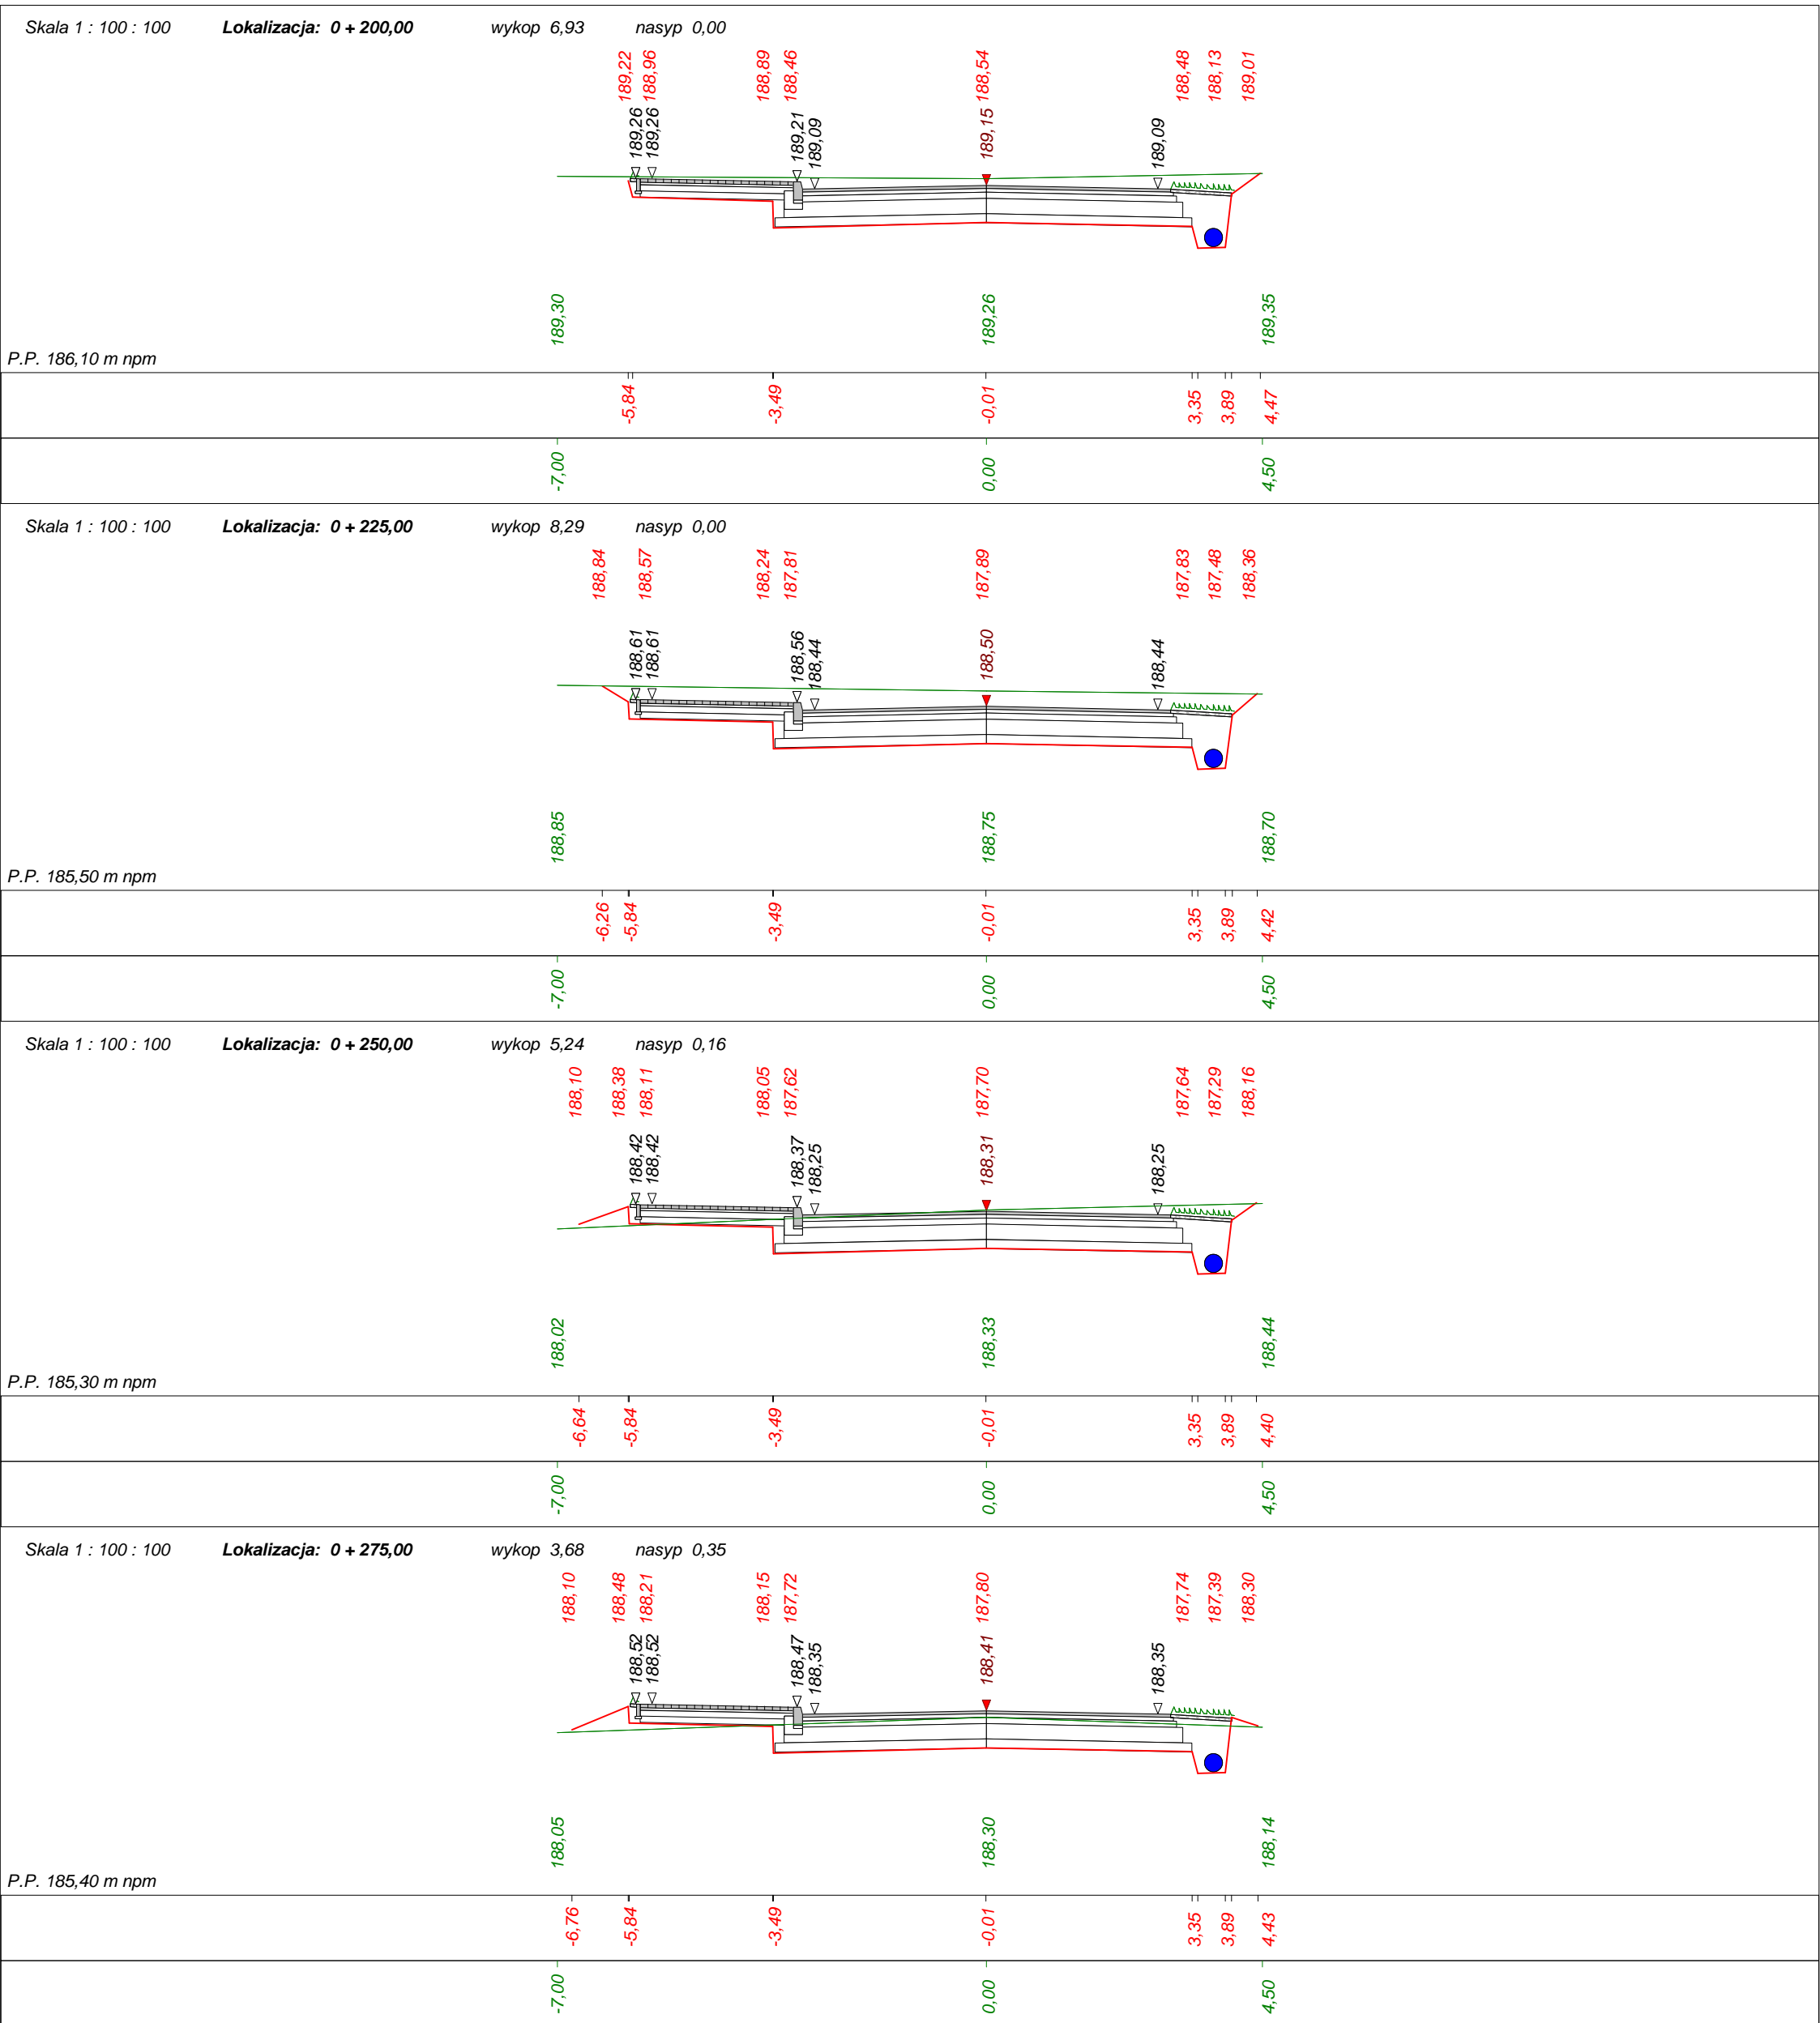 Skala 1 : 100 : 100 Lokalizacja: 0 + 200,00 wykop 6,93 nasyp 0,00
189,22 188,96 188,89 188,46 188,54 188,48 188,13 189,01
189,26 189,26 189,21 189,09 189,15 189,09
189,30 189,26 189,35
P.P. 186,10 m npm
-5,84 -3,49 -0,01 3,35 3,89 4,47
-7,00 0,00 4,50
Skala 1 : 100 : 100 Lokalizacja: 0 + 225,00 wykop 8,29 nasyp 0,00
188,84 188,57 188,24 187,81 187,89 187,83 187,48 188,36
188,61 188,61 188,56 188,44 188,50 188,44
188,85 188,75 188,70
P.P. 185,50 m npm
-6,26 -5,84 -3,49 -0,01 3,35 3,89 4,42
-7,00 0,00 4,50
Skala 1 : 100 : 100 Lokalizacja: 0 + 250,00 wykop 5,24 nasyp 0,16
188,10 188,38 188,11 188,05 187,62 187,70 187,64 187,29 188,16
188,42 188,42 188,37 188,25 188,31 188,25
188,02 188,33 188,44
P.P. 185,30 m npm
-6,64 -5,84 -3,49 -0,01 3,35 3,89 4,40
-7,00 0,00 4,50
Skala 1 : 100 : 100 Lokalizacja: 0 + 275,00 wykop 3,68 nasyp 0,35
188,10 188,48 188,21 188,15 187,72 187,80 187,74 187,39 188,30
188,52 188,52 188,47 188,35 188,41 188,35
188,05 188,30 188,14
P.P. 185,40 m npm
-6,76 -5,84 -3,49 -0,01 3,35 3,89 4,43
-7,00 0,00 4,50